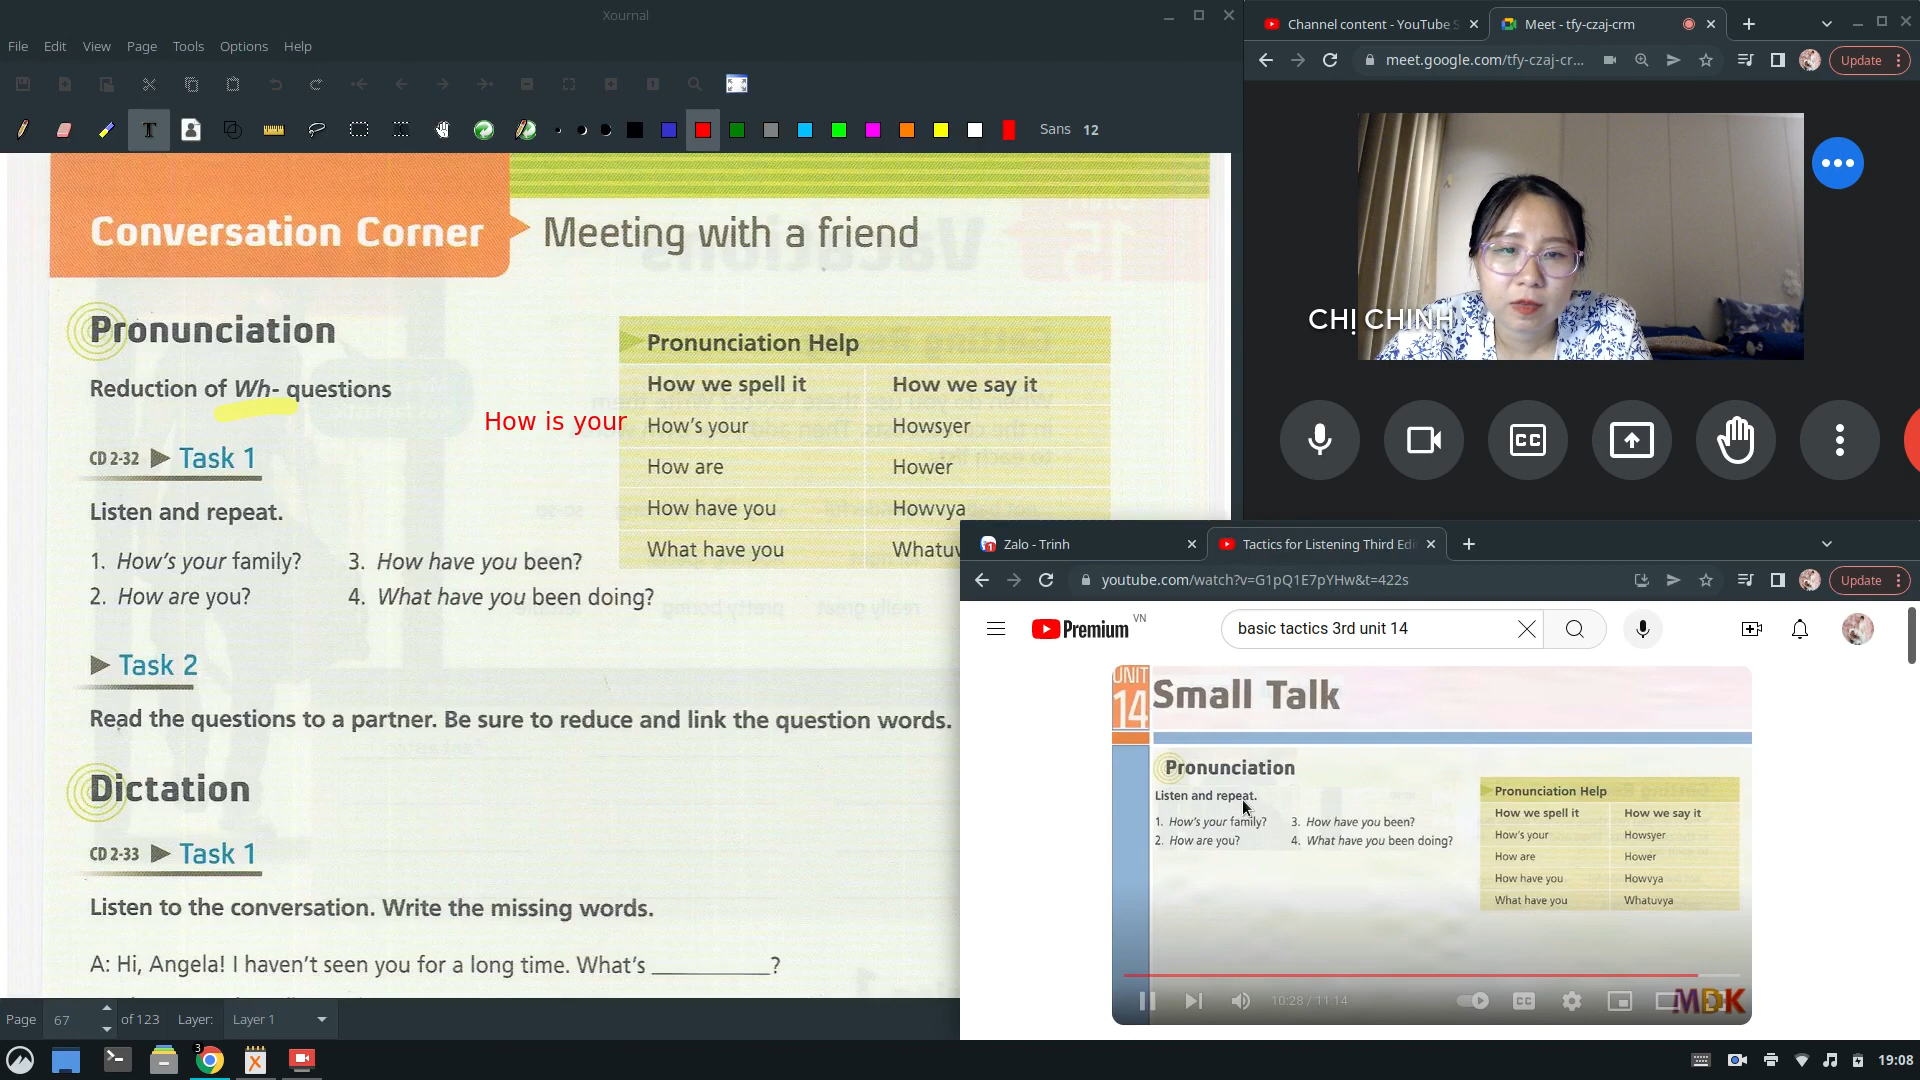 Xournal
File Edit View Page Tools Options Help
Sans 12
Conversation Corner
Meeting with a friend
Pronunciation
Reduction of Wh- questions
How is your
CD 2-32 Task 1
Listen and repeat.
1. How's your family?
2. How are you?
3. How have you been?
4. What have you been doing?
Pronunciation Help
How we spell it How we say it
How's your Howsyer
How are Hower
How have you Howvya
What have you
Task 2
Read the questions to a partner. Be sure to reduce and link the question words.
Dictation
CD 2-33 Task 1
Listen to the conversation. Write the missing words.
A: Hi, Angela! I haven't seen you for a long time. What's __________?
Page 67 of 123 Layer: Layer 1
Channel content - YouTube S
Meet - tfy-czaj-crm
meet.google.com/tfy-czaj-cr...
Update
CHỊ CHINH
CC
Zalo - Trinh
Tactics for Listening Third Edi
youtube.com/watch?v=G1pQ1E7pYHw&t=422s
Update
Premium VN
basic tactics 3rd unit 14
UNIT 14
Small Talk
Pronunciation
Listen and repeat.
1. How's your family?
2. How are you?
3. How have you been?
4. What have you been doing?
Pronunciation Help
How we spell it How we say it
How's your Howsyer
How are Hower
How have you Howvya
What have you Whatuvya
10:28 / 11:14
CC
MDK
3
19:08